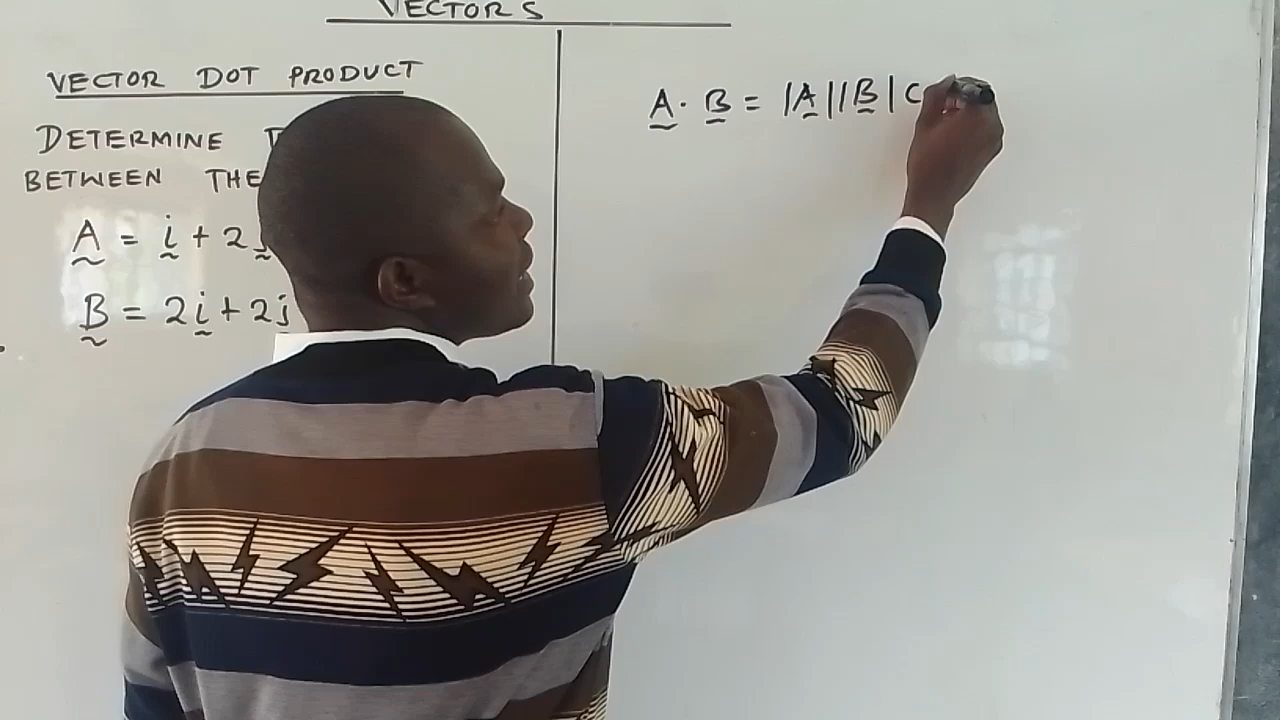 VECTORS
VECTOR DOT PRODUCT
DETERMINE
BETWEEN THE
A = i + 2
B = 2i + 2j
A · B = |A||B| C